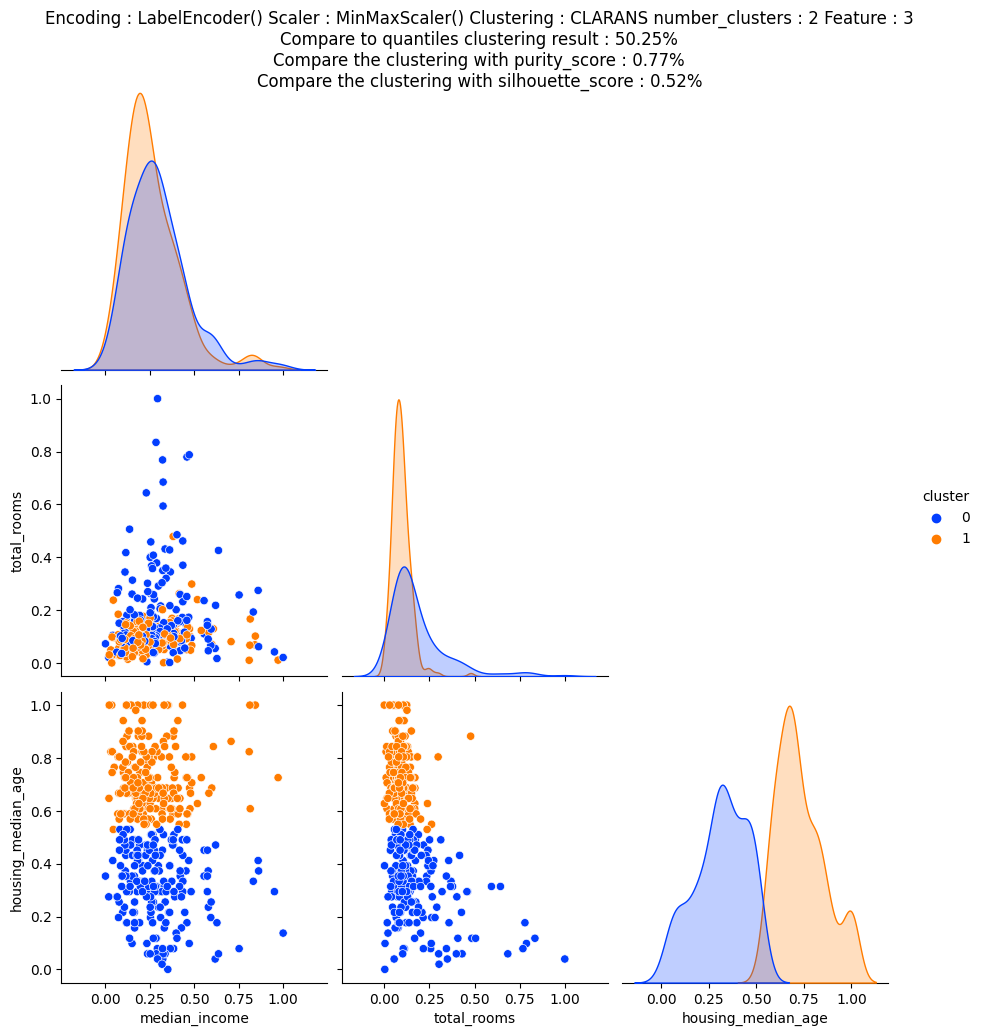 Encoding : LabelEncoder() Scaler : MinMaxScaler() Clustering : CLARANS number_clusters : 2 Feature : 3
Compare to quantiles clustering result : 50.25%
Compare the clustering with purity_score : 0.77%
Compare the clustering with silhouette_score : 0.52%
total_rooms
1.0
0.8
0.6
0.4
0.2
0.0
cluster
0
1
housing_median_age
1.0
0.8
0.6
0.4
0.2
0.0
0.00 0.25 0.50 0.75 1.00
median_income
0.00 0.25 0.50 0.75 1.00
total_rooms
0.00 0.25 0.50 0.75 1.00
housing_median_age